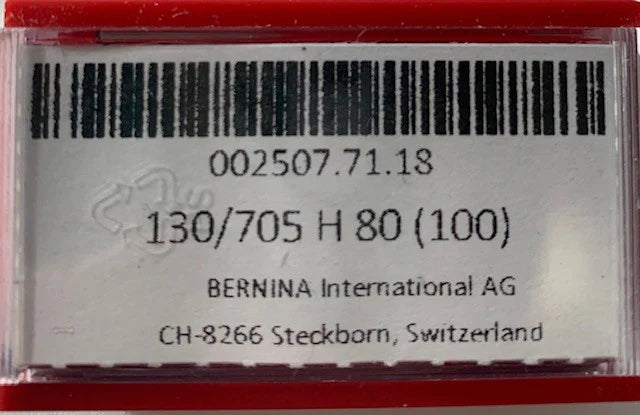 002507.71.18
130/705 H 80 (100)
BERNINA International AG
CH-8266 Steckborn, Switzerland